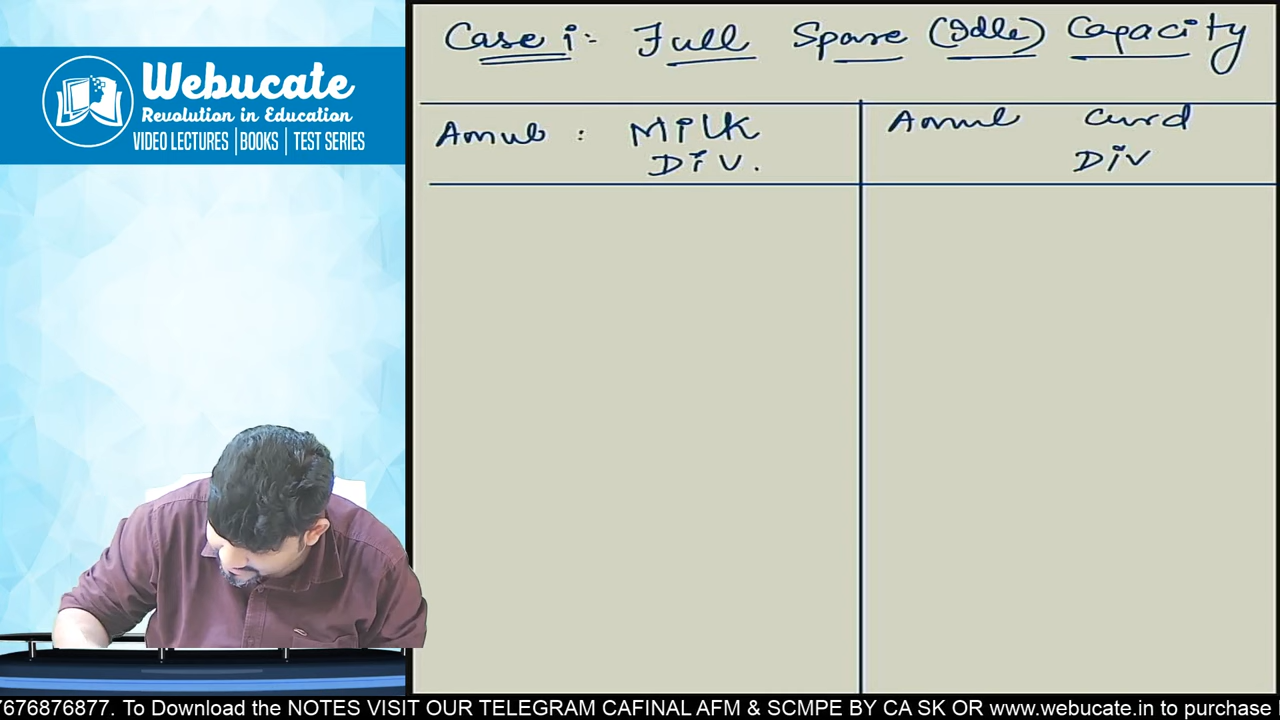 Webucate
Revolution in Education
VIDEO LECTURES | BOOKS | TEST SERIES
Case i:- Full Spare (Idle) Capacity
Amul : Milk
Div.
Amul Curd
Div
7676876877. To Download the NOTES VISIT OUR TELEGRAM CAFINAL AFM & SCMPE BY CA SK OR www.webucate.in to purchase